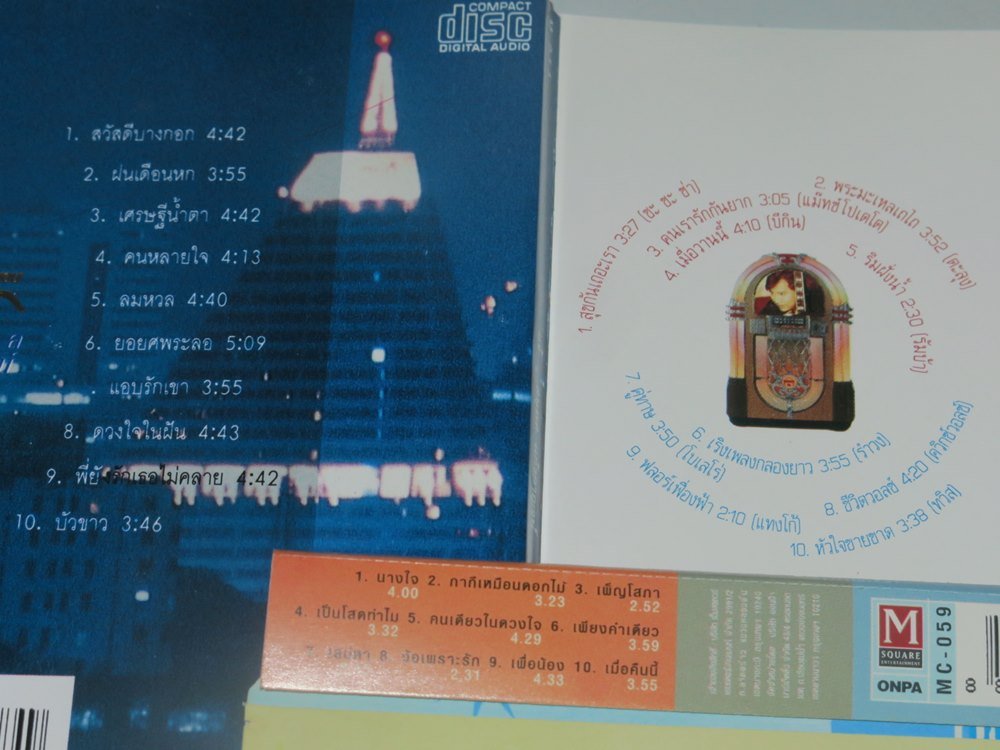 COMPACT
disc
DIGITAL AUDIO
1. สวัสดีบางกอก 4:42
2. ฝนเดือนหก 3:55
3. เศรษฐีน้ำตา 4:42
4. คนหลายใจ 4:13
5. ลมหวล 4:40
6. ยอยศพระลอ 5:09
. แอบรักเขา 3:55
8. ดวงใจในฝัน 4:43
9. พี่ยังรักเธอไม่คลาย 4:42
10. บัวขาว 3:46
1. สุขกันเถอะเรา 3:27 (ชะ ชะ ช่า)
2. พระมะเหลเถไถ 3:52 (ตะลุง)
3. คนเรารักกันยาก 3:05 (แม็ทช์โปเตโต้)
4. เมื่อวานนี้ 4:10 (บีกิน)
5. ริมฝั่งน้ำ 2:30 (รัมบ้า)
6. เริงเพลงกลองยาว 3:55 (รำวง)
7. คู่ทาษ 3:50 (โบเลโร่)
8. ชีวิตวอลซ์ 4:20 (ควิกซ์วอลซ์)
9. ฟลอร์เฟื่องฟ้า 2:10 (แทงโก้)
10. หัวใจชายชาด 3:38 (ทวิส)
1. นางใจ 2. กากีเหมือนดอกไม้ 3. เพ็ญโสภา
4.00 3.23 2.52
4. เป็นโสดทำไม 5. คนเดียวในดวงใจ 6. เพียงคำเดียว
3.32 4.29 3.59
7. เสน่หา 8. ช้อเพราะรัก 9. เพื่อน้อง 10. เมื่อคืนนี้
2.31 4.33 3.55
M
SQUARE
ENTERTAINMENT
ONPA
MC-059
8